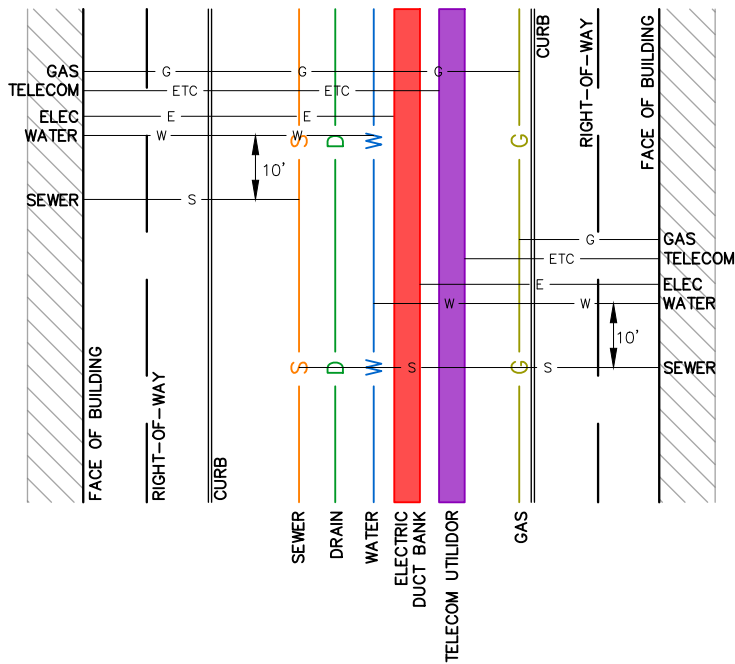 CURB
RIGHT-OF-WAY
FACE OF BUILDING
GAS G G G
TELECOM ETC ETC
ELEC E E
WATER W W
S D W G
10'
SEWER S
G GAS
ETC TELECOM
E ELEC
W W WATER
10'
S D W S G S SEWER
FACE OF BUILDING
RIGHT-OF-WAY
CURB
SEWER
DRAIN
WATER
ELECTRIC
DUCT BANK
TELECOM UTILIDOR
GAS